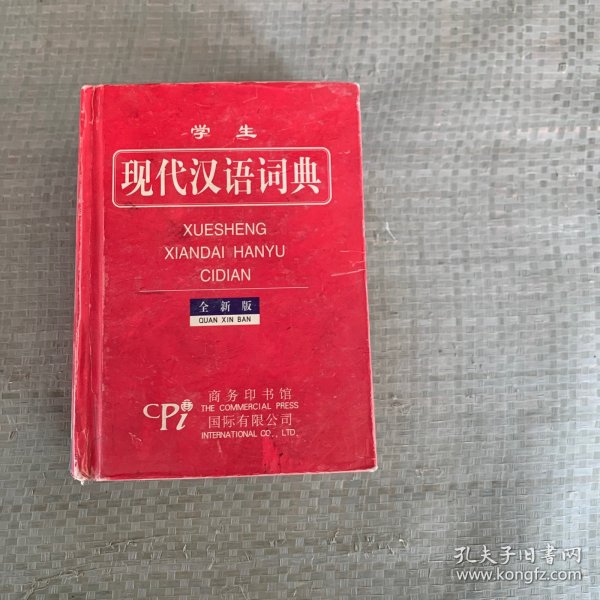 学生
现代汉语词典
XUESHENG
XIANDAI HANYU
CIDIAN
全新版
QUAN XIN BAN
CPi
商务印书馆
THE COMMERCIAL PRESS
国际有限公司
INTERNATIONAL CO., LTD.
孔夫子旧书网
www.kongfz.com